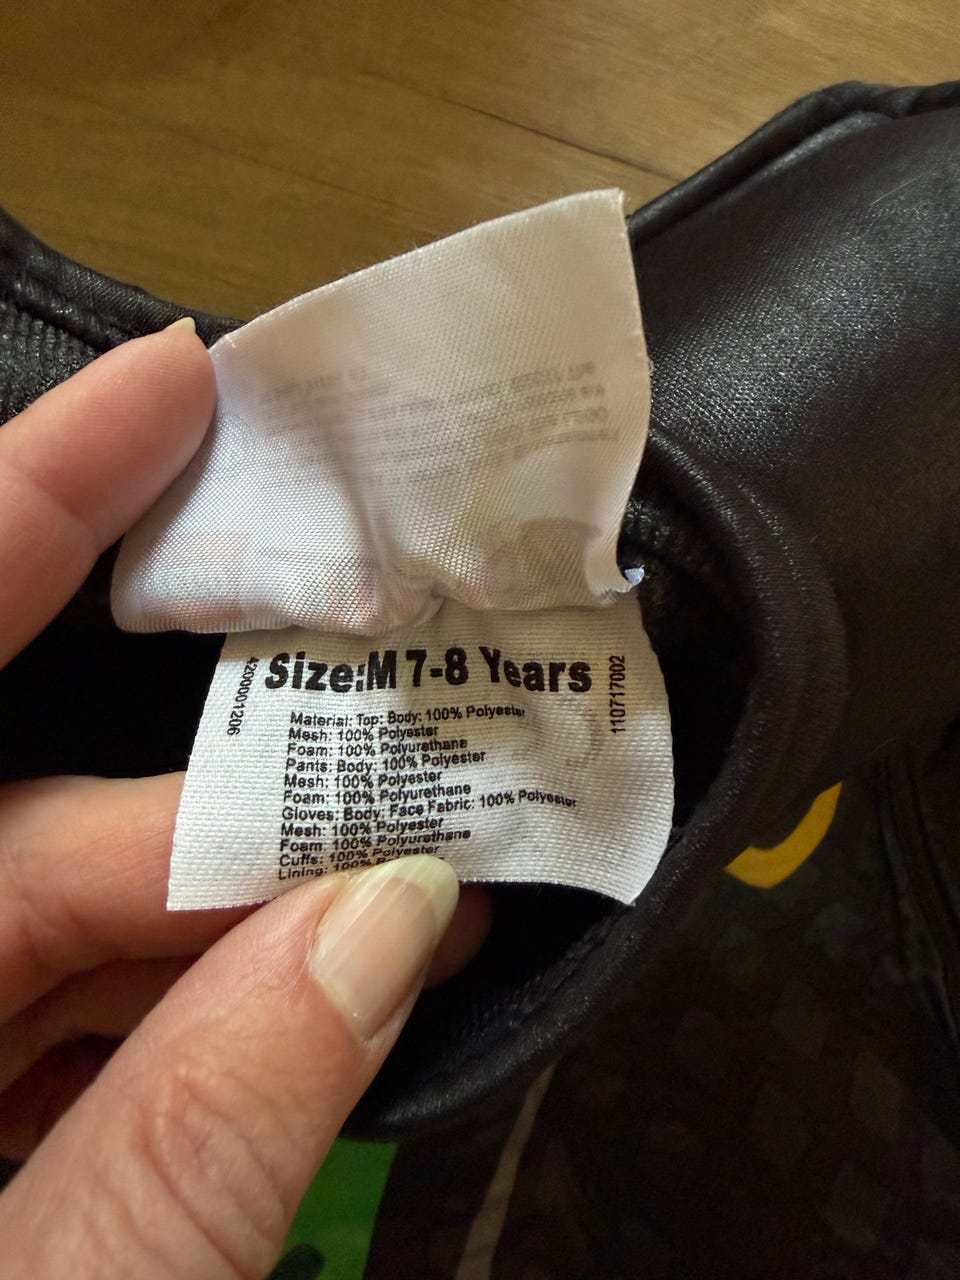 Size:M 7-8 Years
4200001206
110717002
Material: Top: Body: 100% Polyester
Mesh: 100% Polyester
Foam: 100% Polyurethane
Pants: Body: 100% Polyester
Mesh: 100% Polyester
Foam: 100% Polyurethane
Gloves: Body: Face Fabric: 100% Polyester
Mesh: 100% Polyester
Foam: 100% Polyurethane
Cuffs: 100% Polyester
Lining: 100%